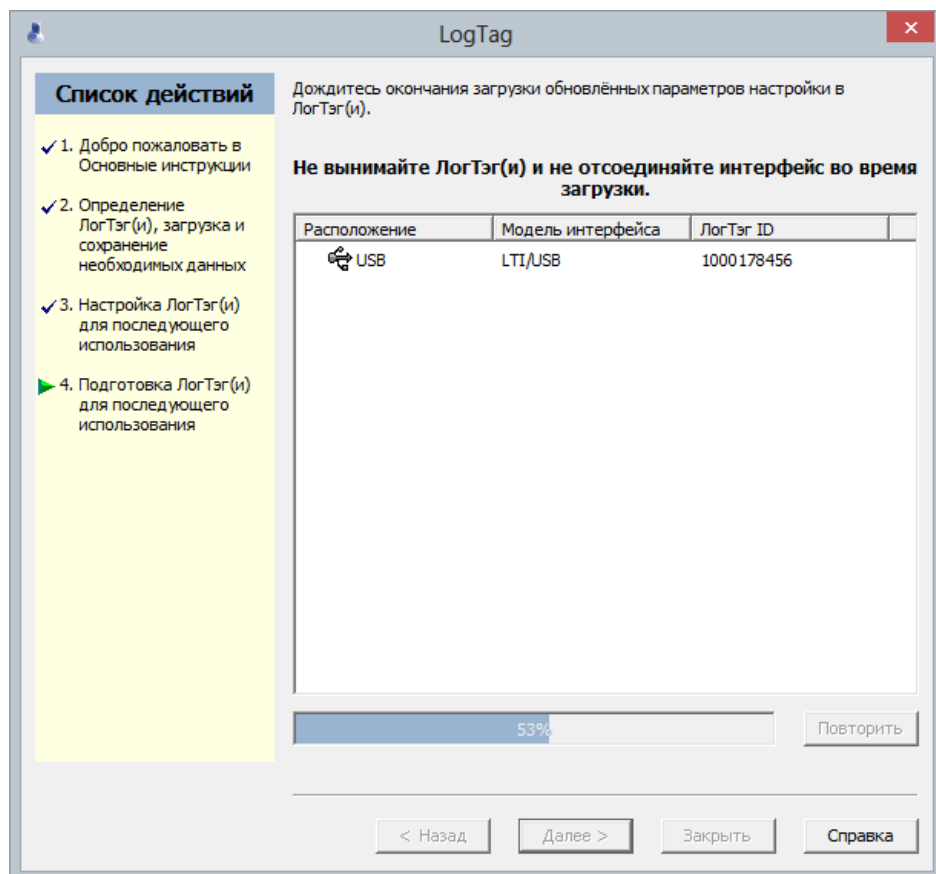 LogTag
Список действий
✓ 1. Добро пожаловать в
Основные инструкции
✓ 2. Определение
ЛогТэг(и), загрузка и
сохранение
необходимых данных
✓ 3. Настройка ЛогТэг(и)
для последующего
использования
4. Подготовка ЛогТэг(и)
для последующего
использования
Дождитесь окончания загрузки обновлённых параметров настройки в
ЛогТэг(и).
Не вынимайте ЛогТэг(и) и не отсоединяйте интерфейс во время
загрузки.
Расположение Модель интерфейса ЛогТэг ID
USB LTI/USB 1000178456
53% Повторить
< Назад Далее > Закрыть Справка